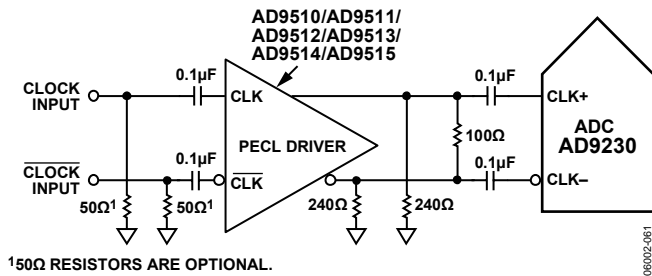 AD9510/AD9511/
AD9512/AD9513/
AD9514/AD9515
CLOCK
INPUT
0.1µF
CLK
PECL DRIVER
0.1µF
CLK+
ADC
AD9230
100Ω
CLOCK
INPUT
0.1µF
CLK
0.1µF
CLK–
50Ω¹
50Ω¹
240Ω
240Ω
¹50Ω RESISTORS ARE OPTIONAL.
06002-061